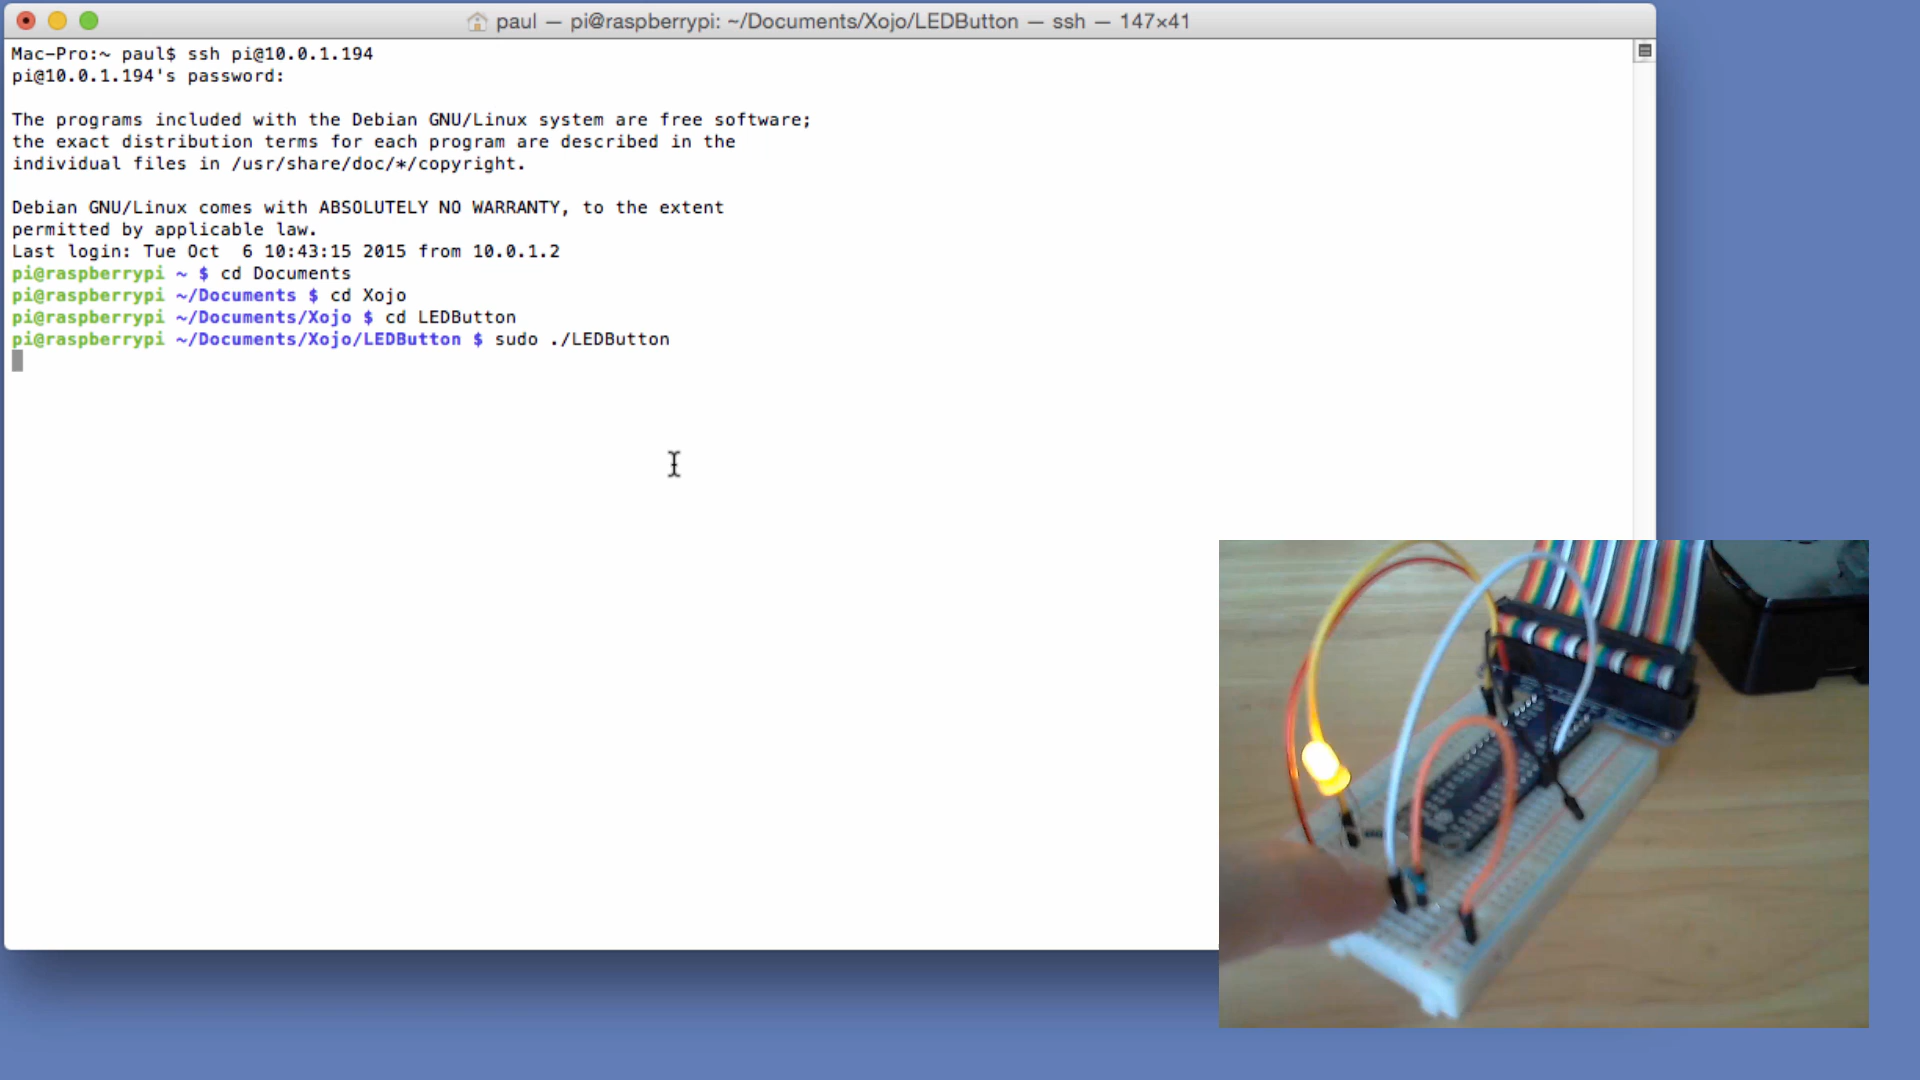 paul — pi@raspberrypi: ~/Documents/Xojo/LEDButton — ssh — 147×41
Mac-Pro:~ paul$ ssh pi@10.0.1.194
pi@10.0.1.194's password:
The programs included with the Debian GNU/Linux system are free software;
the exact distribution terms for each program are described in the
individual files in /usr/share/doc/*/copyright.
Debian GNU/Linux comes with ABSOLUTELY NO WARRANTY, to the extent
permitted by applicable law.
Last login: Tue Oct  6 10:43:15 2015 from 10.0.1.2
pi@raspberrypi ~ $ cd Documents
pi@raspberrypi ~/Documents $ cd Xojo
pi@raspberrypi ~/Documents/Xojo $ cd LEDButton
pi@raspberrypi ~/Documents/Xojo/LEDButton $ sudo ./LEDButton